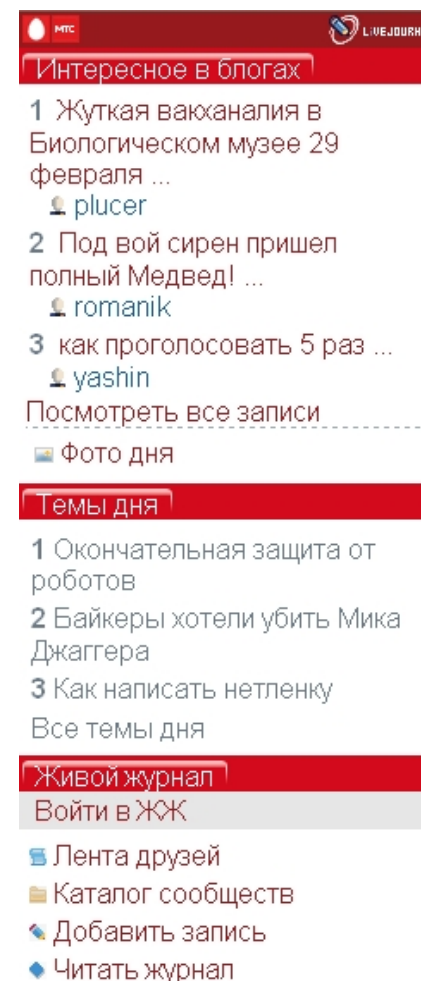 МТС LIVEJOURN
Интересное в блогах
1 Жуткая вакханалия в
Биологическом музее 29
февраля ...
plucer
2 Под вой сирен пришел
полный Медвед! ...
romanik
3 как проголосовать 5 раз ...
yashin
Посмотреть все записи
Фото дня
Темы дня
1 Окончательная защита от
роботов
2 Байкеры хотели убить Мика
Джаггера
3 Как написать нетленку
Все темы дня
Живой журнал
Войти в ЖЖ
Лента друзей
Каталог сообществ
Добавить запись
Читать журнал